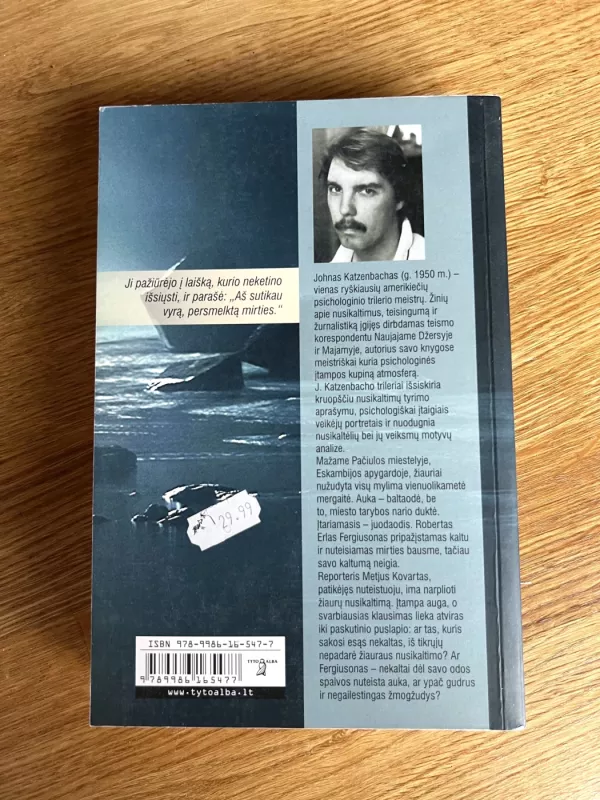 Ji pažiūrėjo į laišką, kurio neketino
išsiųsti, ir parašė: „Aš sutikau
vyrą, persmelktą mirties.“
29.99
ISBN 978-9986-16-547-7
9 789986 165477
TYTO ALBA
www.tytoalba.lt
Johnas Katzenbachas (g. 1950 m.) –
vienas ryškiausių amerikiečių
psichologinio trilerio meistrų. Žinių
apie nusikaltimus, teisingumą ir
žurnalistiką įgijęs dirbdamas teismo
korespondentu Naujajame Džersyje
ir Majamyje, autorius savo knygose
meistriškai kuria psichologinės
įtampos kupiną atmosferą.
J. Katzenbacho trileriai išsiskiria
kruopščiu nusikaltimų tyrimo
aprašymu, psichologiškai įtaigiais
veikėjų portretais ir nuodugnia
nusikaltėlių bei jų veiksmų motyvų
analize.
Mažame Pačiulos miestelyje,
Eskambijos apygardoje, žiauriai
nužudyta visų mylima vienuolikametė
mergaitė. Auka – baltaodė, be
to, miesto tarybos nario duktė.
Įtariamasis – juodaodis. Robertas
Erlas Fergiusonas pripažįstamas kaltu
ir nuteisiamas mirties bausme, tačiau
savo kaltumą neigia.
Reporteris Metjus Kovartas,
patikėjęs nuteistuoju, ima narplioti
žiaurų nusikaltimą. Įtampa auga, o
svarbiausias klausimas lieka atviras
iki paskutinio puslapio: ar tas, kuris
sakosi esąs nekaltas, iš tikrųjų
nepadarė žiauraus nusikaltimo? Ar
Fergiusonas – nekaltai dėl savo odos
spalvos nuteista auka, ar ypač gudrus
ir negailestingas žmogžudys?